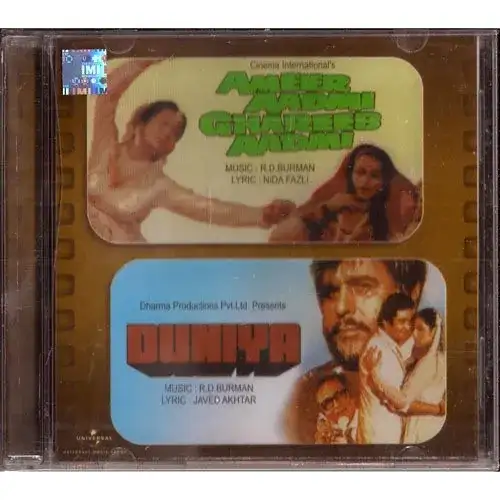 IMI
Cinema International's
AMEER
AADMI
GHAREEB
AADMI
MUSIC : R.D.BURMAN
LYRIC : NIDA FAZLI
Dharma Productions Pvt.Ltd. Presents
DUNIYA
MUSIC : R.D.BURMAN
LYRIC : JAVED AKHTAR
UNIVERSAL